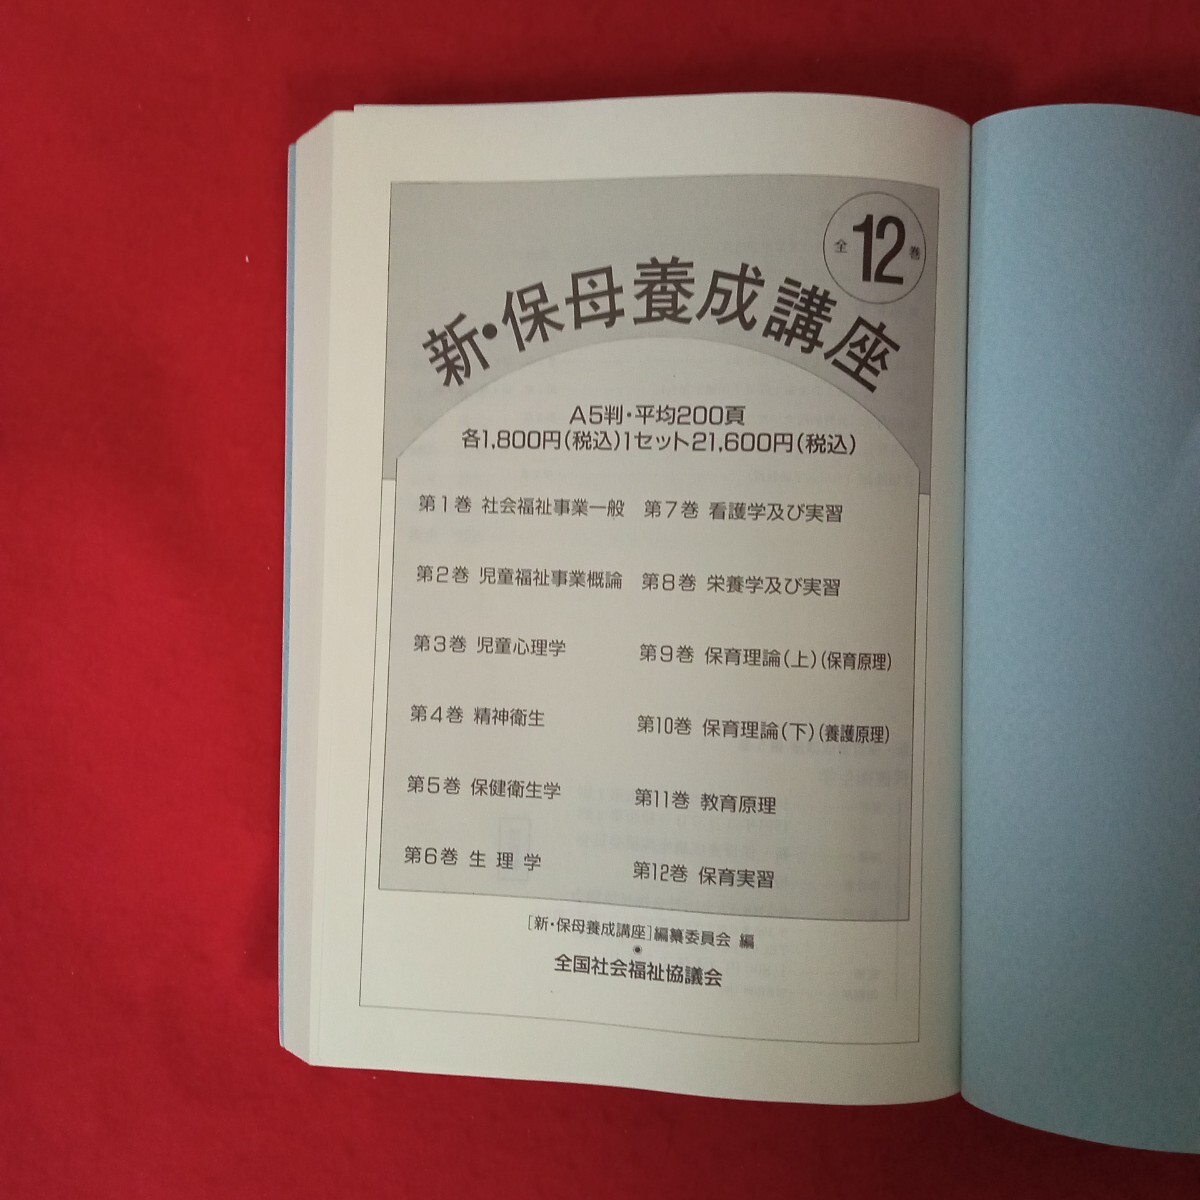 全12巻
新・保母養成講座
A5判・平均200頁
各1,800円(税込)1セット21,600円(税込)
第1巻 社会福祉事業一般
第2巻 児童福祉事業概論
第3巻 児童心理学
第4巻 精神衛生
第5巻 保健衛生学
第6巻 生理学
第7巻 看護学及び実習
第8巻 栄養学及び実習
第9巻 保育理論(上)(保育原理)
第10巻 保育理論(下)(養護原理)
第11巻 教育原理
第12巻 保育実習
[新・保母養成講座]編纂委員会 編
全国社会福祉協議会